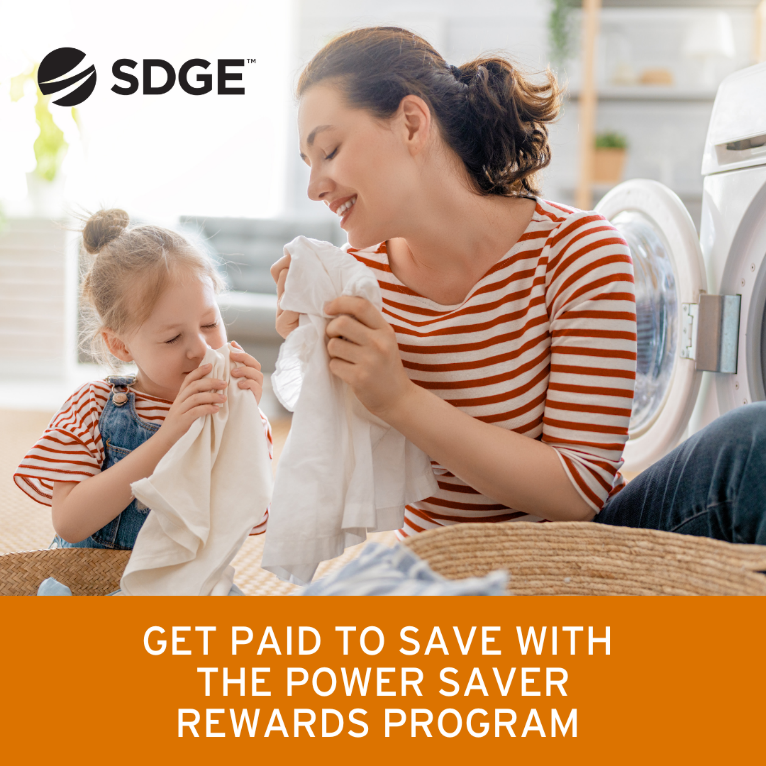 SDGE™
GET PAID TO SAVE WITH
THE POWER SAVER
REWARDS PROGRAM